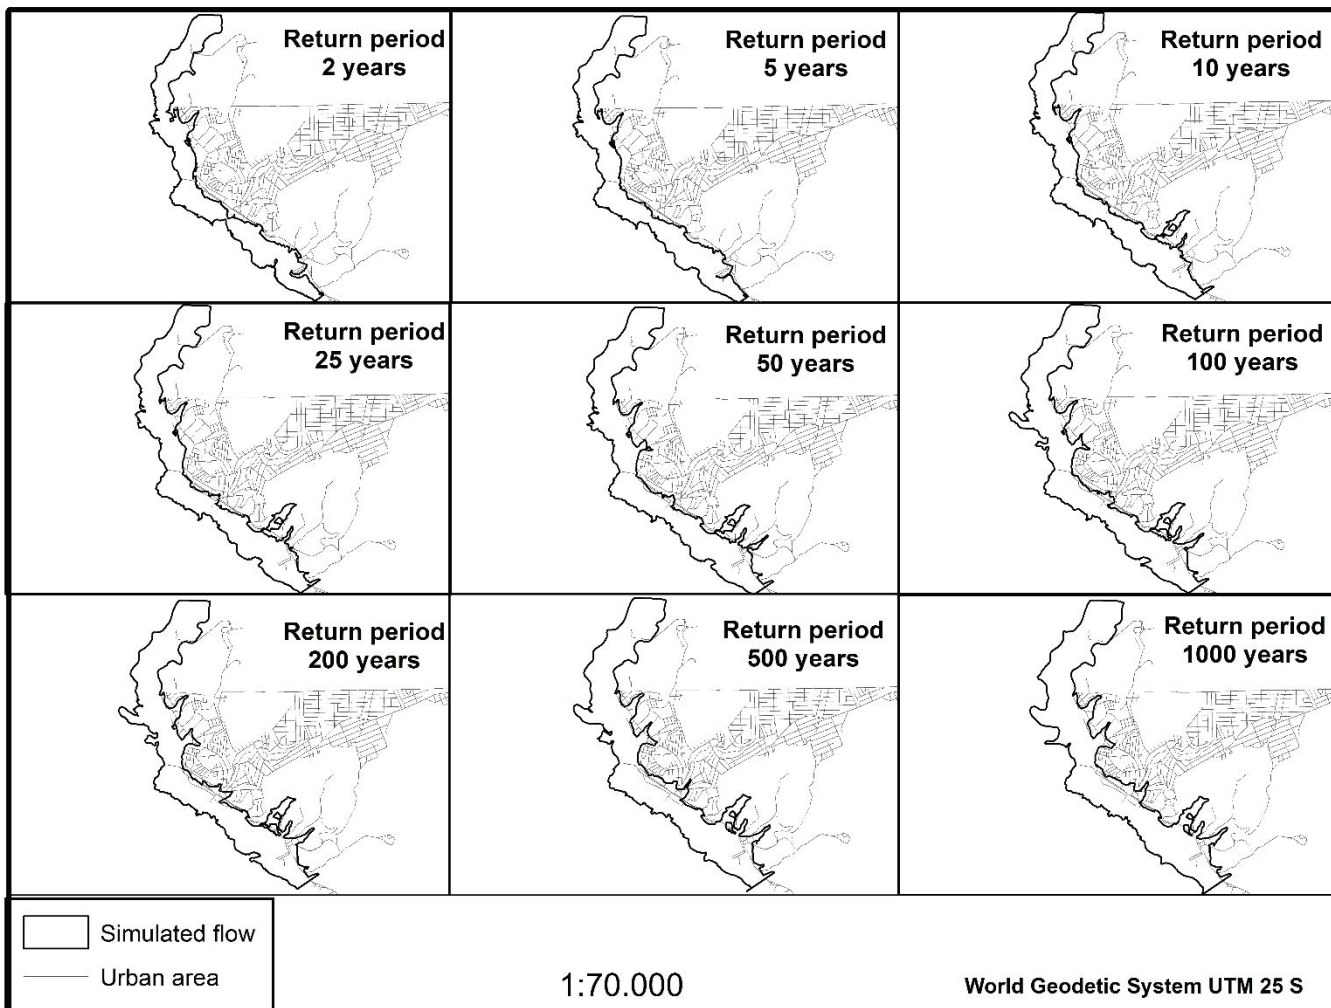 Return period
2 years
Return period
5 years
Return period
10 years
Return period
25 years
Return period
50 years
Return period
100 years
Return period
200 years
Return period
500 years
Return period
1000 years
Simulated flow
Urban area
1:70.000
World Geodetic System UTM 25 S